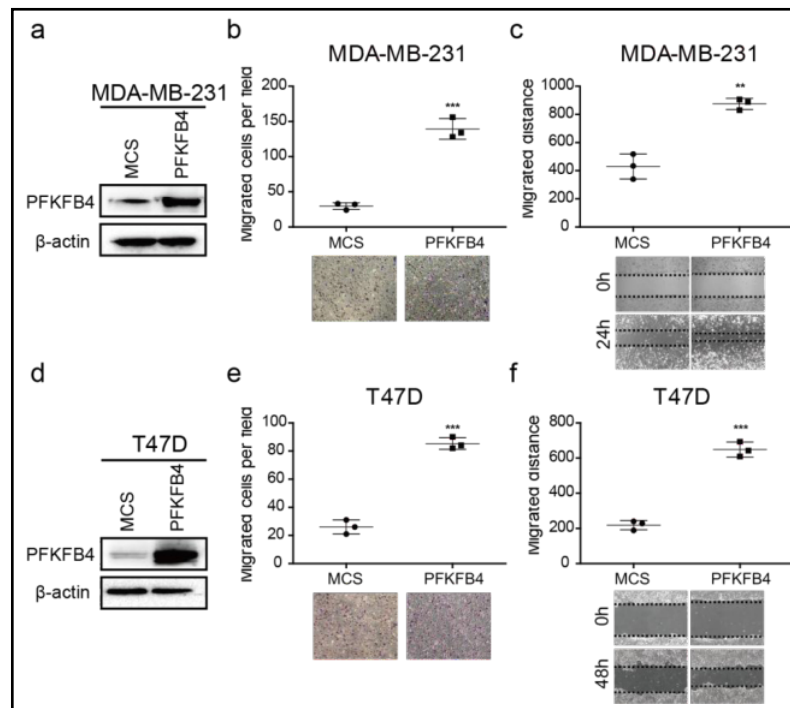 a
MDA-MB-231
MCS
PFKFB4
PFKFB4
β-actin
b
MDA-MB-231
Migrated cells per field
200
150
100
50
0
***
MCS
PFKFB4
c
MDA-MB-231
Migrated distance
1000
800
600
400
200
0
**
MCS
PFKFB4
0h
24h
d
T47D
MCS
PFKFB4
PFKFB4
β-actin
e
T47D
Migrated cells per field
100
80
60
40
20
0
***
MCS
PFKFB4
f
T47D
Migrated distance
800
600
400
200
0
***
MCS
PFKFB4
0h
48h